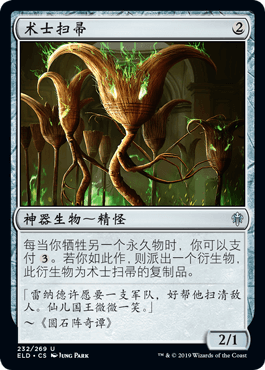 术士扫帚 2
神器生物～精怪
每当你牺牲另一个永久物时，你可以支
付 3。若你如此作，则派出一个衍生物，
此衍生物为术士扫帚的复制品。
「雷纳德许愿要一支军队，好帮他扫清敌
人。仙儿国王微微一笑。」
～《圆石阵奇谭》
2/1
232/269 U
ELD • CS JUNG PARK
™ & © 2019 Wizards of the Coast